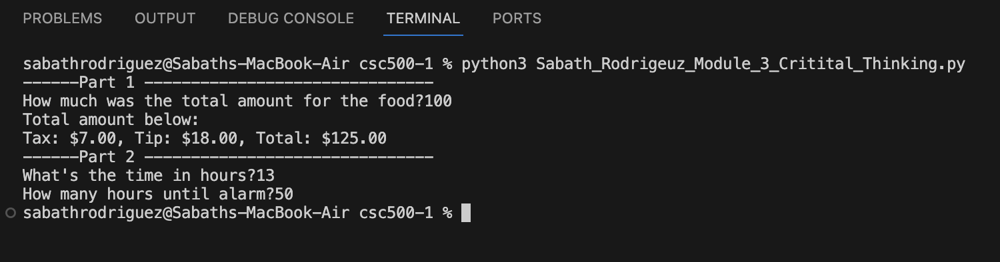 PROBLEMS OUTPUT DEBUG CONSOLE TERMINAL PORTS
sabathrodriguez@Sabaths-MacBook-Air csc500-1 % python3 Sabath_Rodrigeuz_Module_3_Critital_Thinking.py
------Part 1 -------------------------------
How much was the total amount for the food?100
Total amount below:
Tax: $7.00, Tip: $18.00, Total: $125.00
------Part 2 -------------------------------
What's the time in hours?13
How many hours until alarm?50
sabathrodriguez@Sabaths-MacBook-Air csc500-1 %